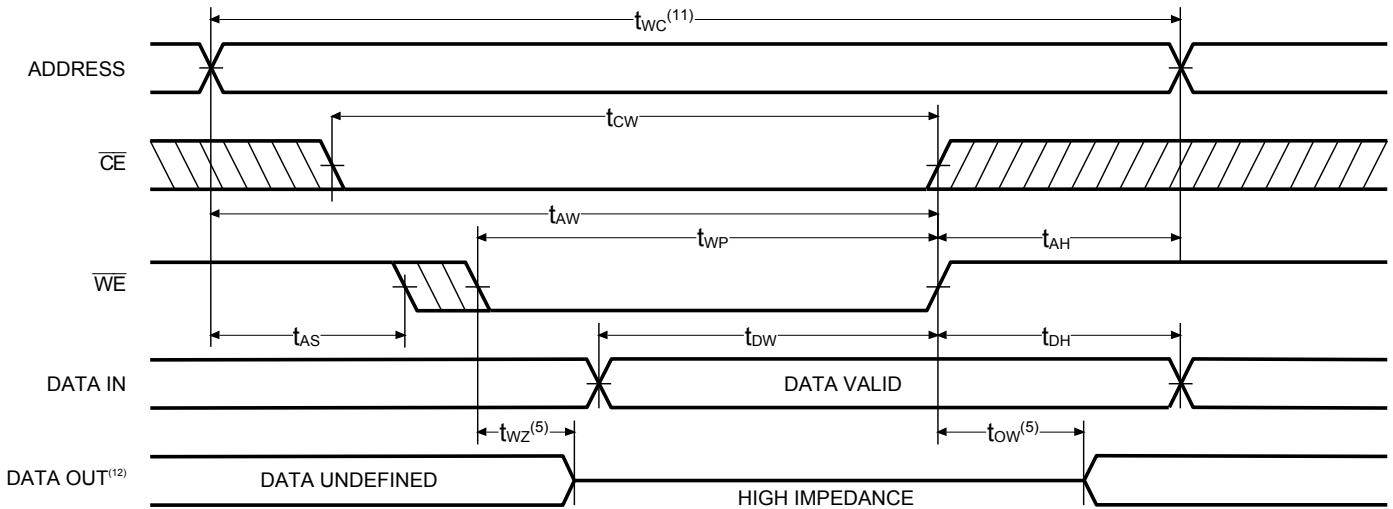 tWC(11)
ADDRESS
tCW
CE
tAW
tWP
tAH
WE
tAS
tDW
tDH
DATA IN
DATA VALID
tWZ(5)
tOW(5)
DATA OUT(12)
DATA UNDEFINED
HIGH IMPEDANCE